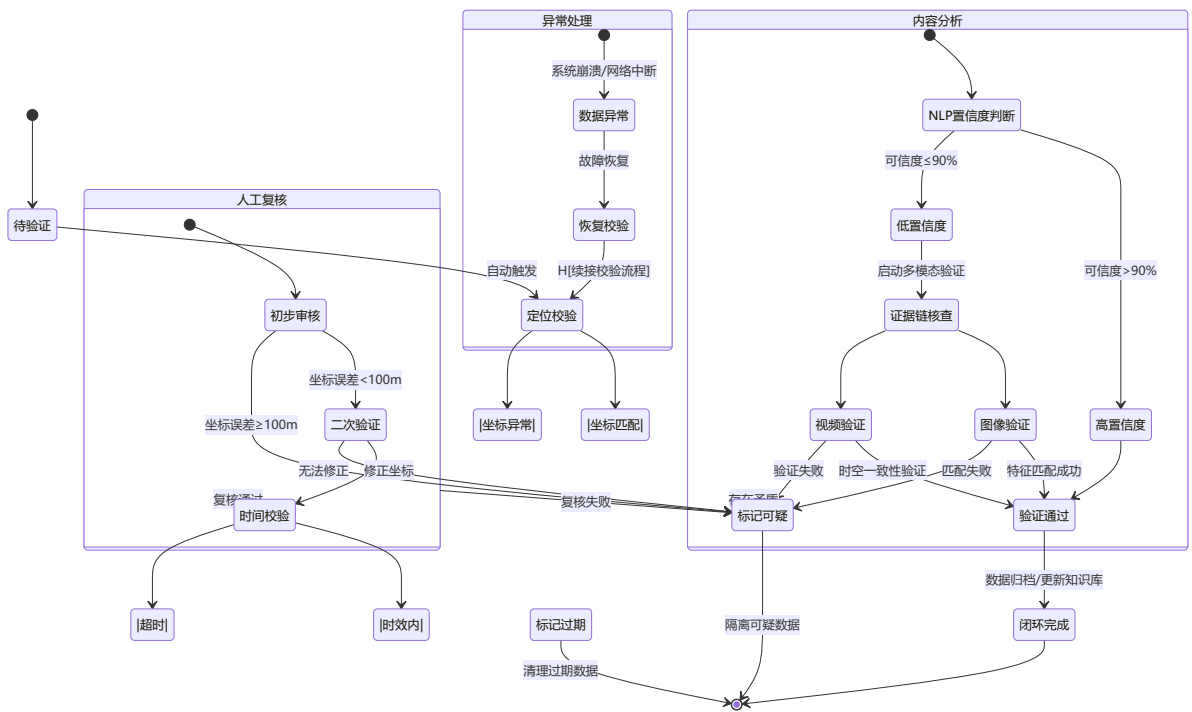 异常处理
内容分析
系统崩溃/网络中断
数据异常
NLP置信度判断
故障恢复
可信度≤90%
人工复核
待验证
恢复校验
低置信度
自动触发
H[续接校验流程]
启动多模态验证
可信度>90%
初步审核
定位校验
证据链核查
坐标误差<100m
坐标误差≥100m
二次验证
|坐标异常|
|坐标匹配|
视频验证
图像验证
高置信度
无法修正
修正坐标
验证失败
时空一致性验证
匹配失败
特征匹配成功
复核通过
复核失败
时间校验
标记可疑
验证通过
数据归档/更新知识库
|超时|
|时效内|
标记过期
隔离可疑数据
闭环完成
清理过期数据